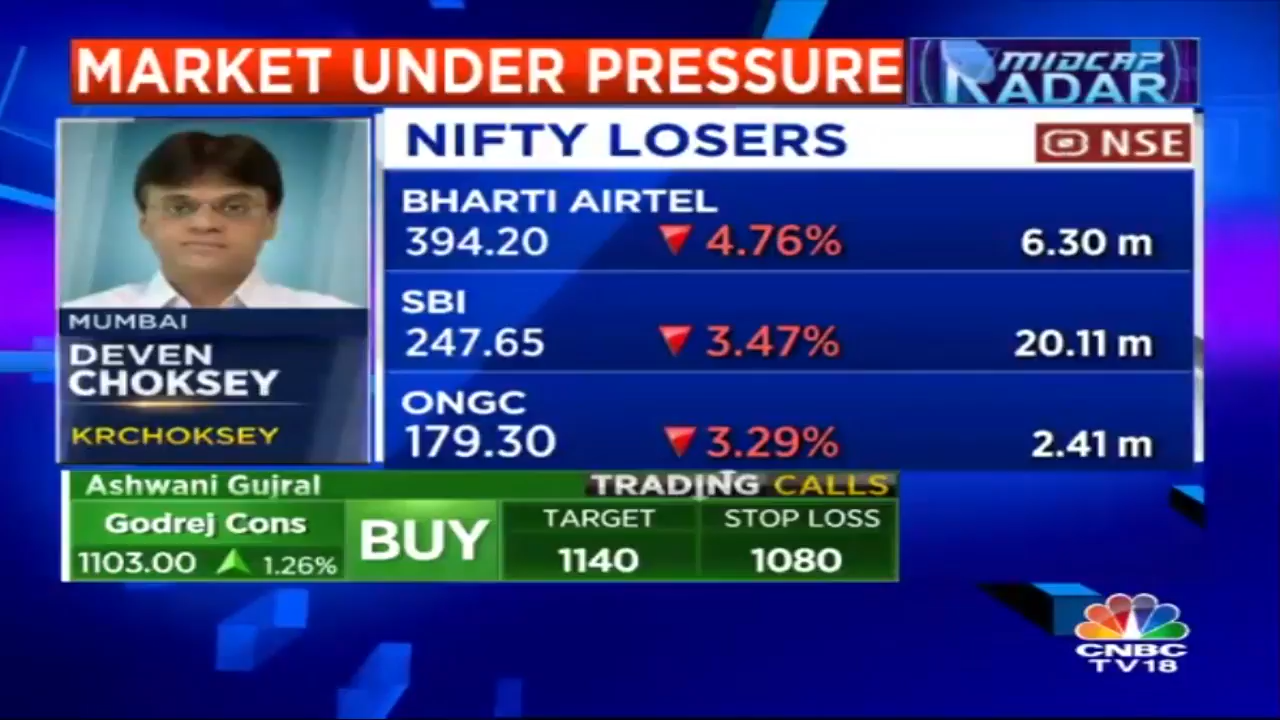 MARKET UNDER PRESSURE
MIDCAP
RADAR
NIFTY LOSERS
NSE
BHARTI AIRTEL
394.20 ▼ 4.76% 6.30 m
SBI
247.65 ▼ 3.47% 20.11 m
ONGC
179.30 ▼ 3.29% 2.41 m
MUMBAI
DEVEN
CHOKSEY
KRCHOKSEY
Ashwani Gujral
TRADING CALLS
Godrej Cons
1103.00 ▲ 1.26%
BUY
TARGET
1140
STOP LOSS
1080
CNBC
TV18